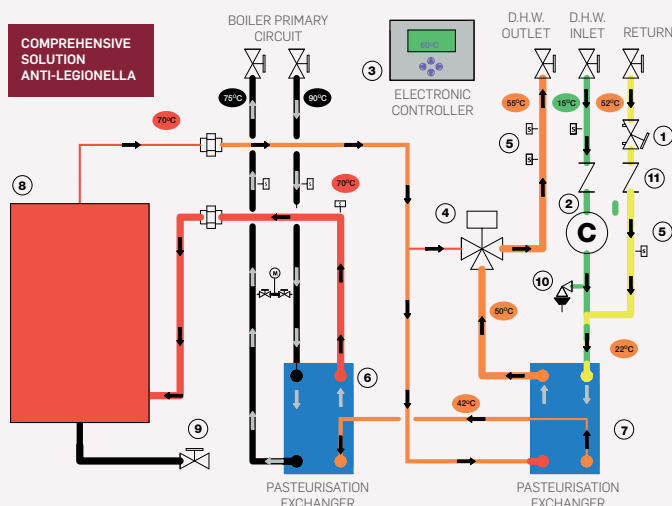 COMPREHENSIVE
SOLUTION
ANTI-LEGIONELLA
BOILER PRIMARY
CIRCUIT
60°C
3
ELECTRONIC
CONTROLLER
D.H.W.
OUTLET
D.H.W.
INLET
RETURN
75°C
90°C
55°C
15°C
52°C
70°C
S
S
S
1
5
S
S
8
70°C
S
11
2
4
C
5
S
10
M
50°C
22°C
6
42°C
7
9
PASTEURISATION
EXCHANGER
PASTEURISATION
EXCHANGER